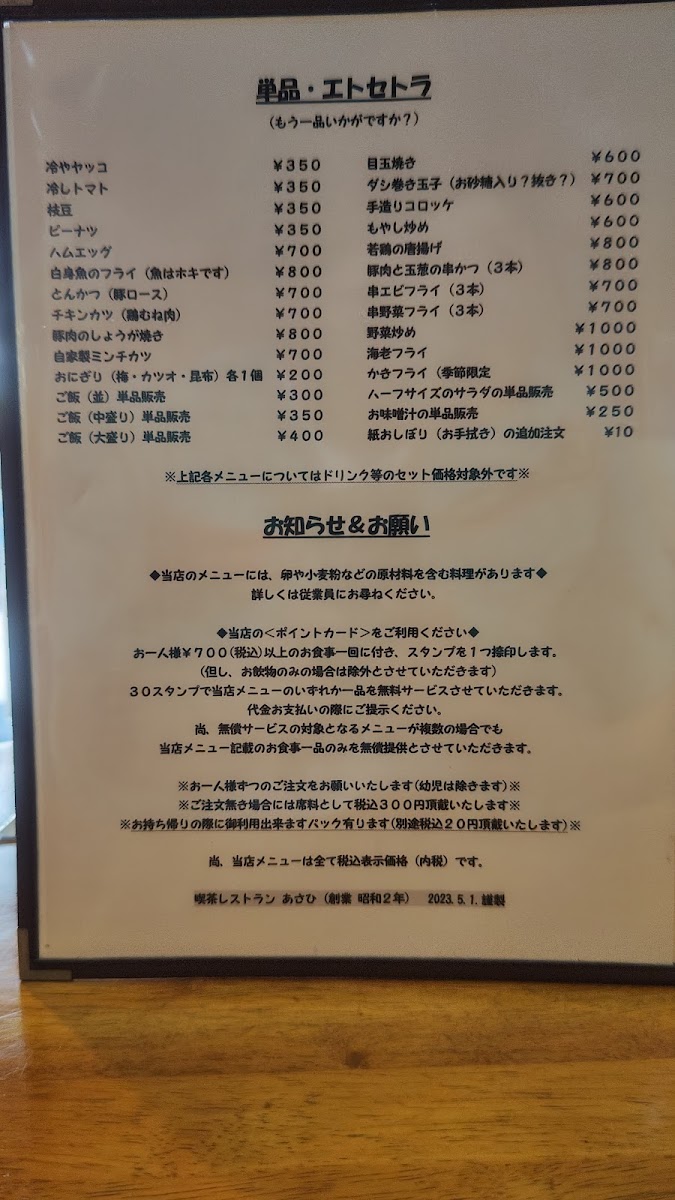 単品・エトセトラ
(もう一品いかがですか?)
冷ややッコ ¥350
冷しトマト ¥350
枝豆 ¥350
ピーナツ ¥350
ハムエッグ ¥700
白身魚のフライ(魚はホキです) ¥800
とんかつ(豚ロース) ¥700
チキンカツ(鶏むね肉) ¥700
豚肉のしょうが焼き ¥800
自家製ミンチカツ ¥700
おにぎり(梅・カツオ・昆布)各1個 ¥200
ご飯(並)単品販売 ¥300
ご飯(中盛り)単品販売 ¥350
ご飯(大盛り)単品販売 ¥400
目玉焼き ¥600
ダシ巻き玉子(お砂糖入り?抜き?) ¥700
手造りコロッケ ¥600
もやし炒め ¥600
若鶏の唐揚げ ¥800
豚肉と玉葱の串かつ(3本) ¥800
串エビフライ(3本) ¥700
串野菜フライ(3本) ¥700
野菜炒め ¥1000
海老フライ ¥1000
かきフライ(季節限定 ¥1000
ハーフサイズのサラダの単品販売 ¥500
お味噌汁の単品販売 ¥250
紙おしぼり(お手拭き)の追加注文 ¥10
※上記各メニューについてはドリンク等のセット価格対象外です※
お知らせ&お願い
◆当店のメニューには、卵や小麦粉などの原材料を含む料理があります◆
詳しくは従業員にお尋ねください。
◆当店の<ポイントカード>をご利用ください◆
お一人様¥700(税込)以上のお食事一回に付き、スタンプを1つ捺印します。
(但し、お飲物のみの場合は除外とさせていただきます)
30スタンプで当店メニューのいずれか一品を無料サービスさせていただきます。
代金お支払いの際にご提示ください。
尚、無償サービスの対象となるメニューが複数の場合でも
当店メニュー記載のお食事一品のみを無償提供とさせていただきます。
※お一人様ずつのご注文をお願いいたします(幼児は除きます)※
※ご注文無き場合には席料として税込300円頂戴いたします※
※お持ち帰りの際に御利用出来ますパック有ります(別途税込20円頂戴いたします)※
尚、当店メニューは全て税込表示価格(内税)です。
喫茶レストラン あさひ(創業 昭和2年) 2023.5.1.謹製